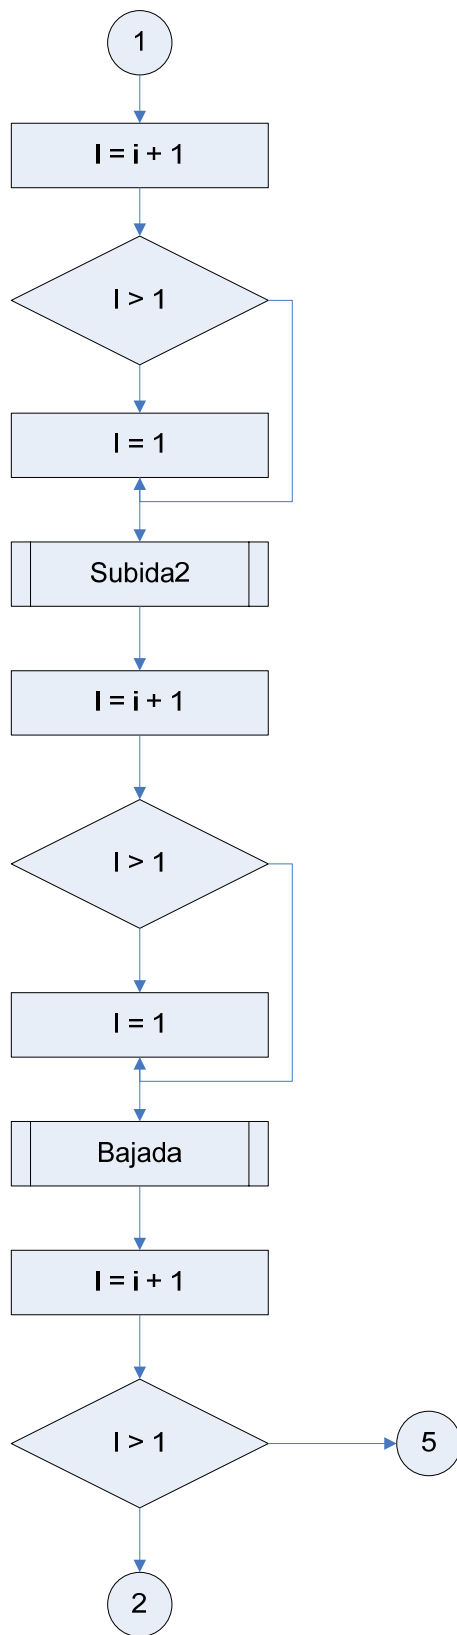 1
I = i + 1
I > 1
I = 1
Subida2
I = i + 1
I > 1
I = 1
Bajada
I = i + 1
I > 1
5
2